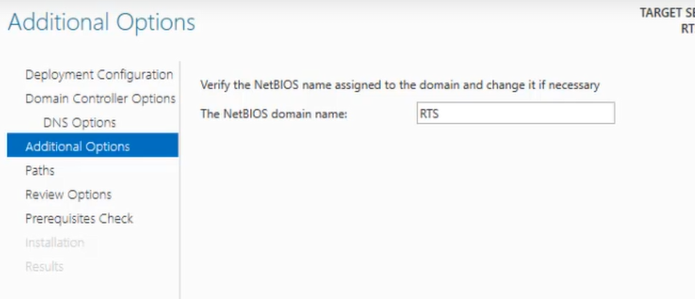 Additional Options
TARGET SE
RT
Deployment Configuration
Domain Controller Options
DNS Options
Additional Options
Paths
Review Options
Prerequisites Check
Installation
Results
Verify the NetBIOS name assigned to the domain and change it if necessary
The NetBIOS domain name: RTS